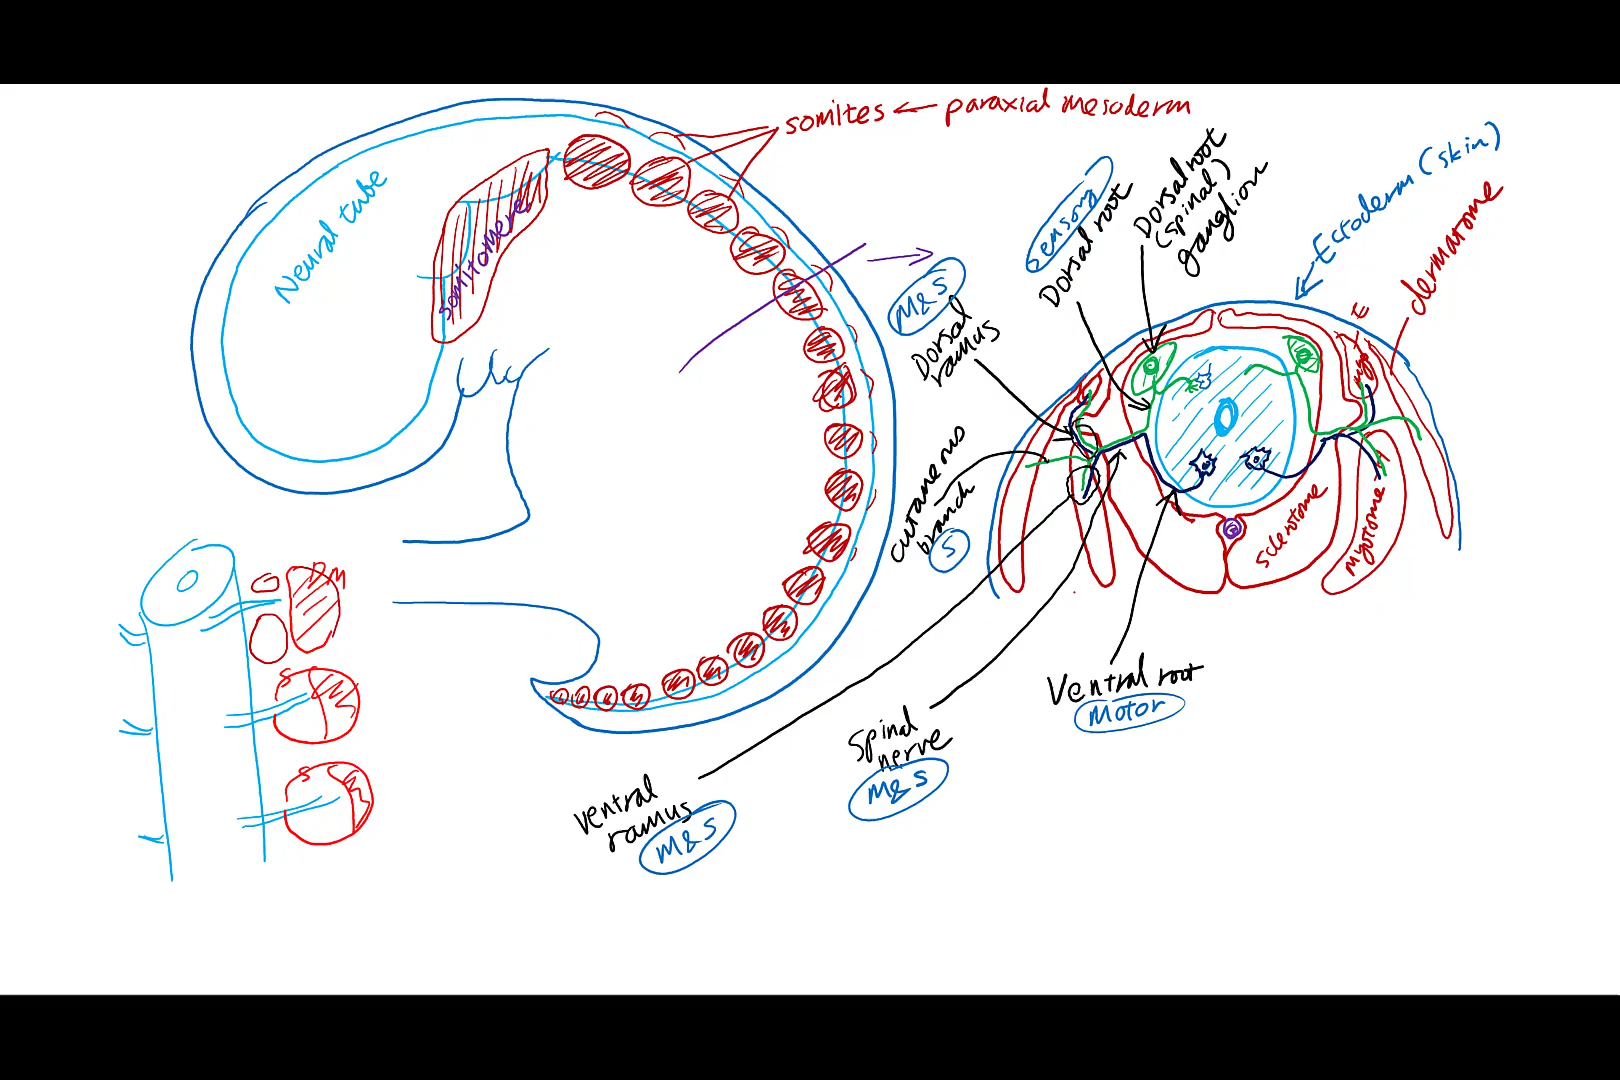 somites ← paraxial mesoderm
Neural tube
somitomere
M&S
Dorsal
ramus
Sensory
Dorsal root
Dorsal root
(spinal)
ganglion
Ectoderm (skin)
dermatome
E
myo
cutaneous
branch
S
sclerotome
myotome
Ventral root
Motor
Spinal
nerve
M&S
ventral
ramus
M&S
DM
S
S